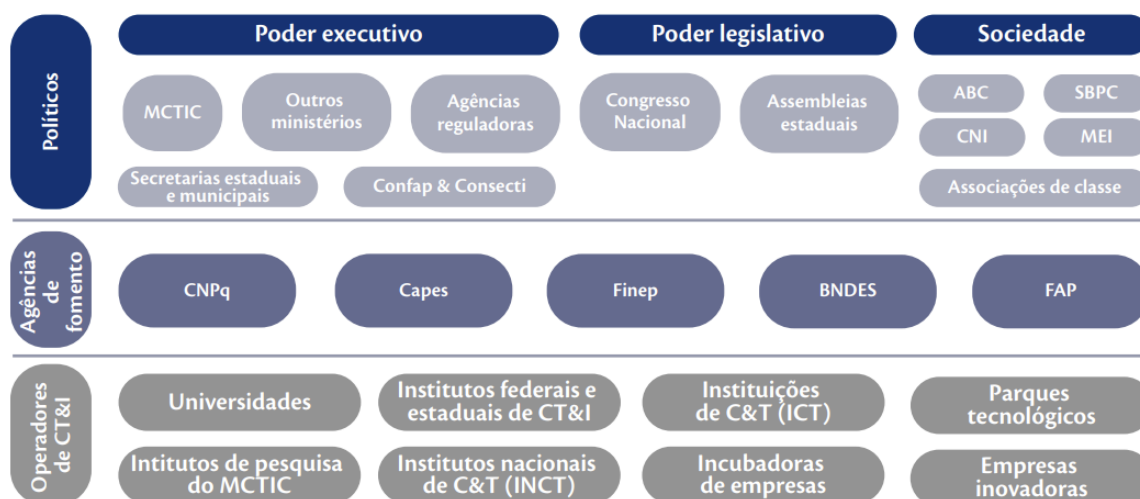 Políticos
Poder executivo
Poder legislativo
Sociedade
MCTIC
Outros
ministérios
Agências
reguladoras
Congresso
Nacional
Assembleias
estaduais
ABC
SBPC
CNI
MEI
Secretarias estaduais
e municipais
Confap & Consecti
Associações de classe
Agências
de
fomento
CNPq
Capes
Finep
BNDES
FAP
Operadores
de CT&I
Universidades
Institutos federais e
estaduais de CT&I
Instituições
de C&T (ICT)
Parques
tecnológicos
Intitutos de pesquisa
do MCTIC
Institutos nacionais
de C&T (INCT)
Incubadoras
de empresas
Empresas
inovadoras